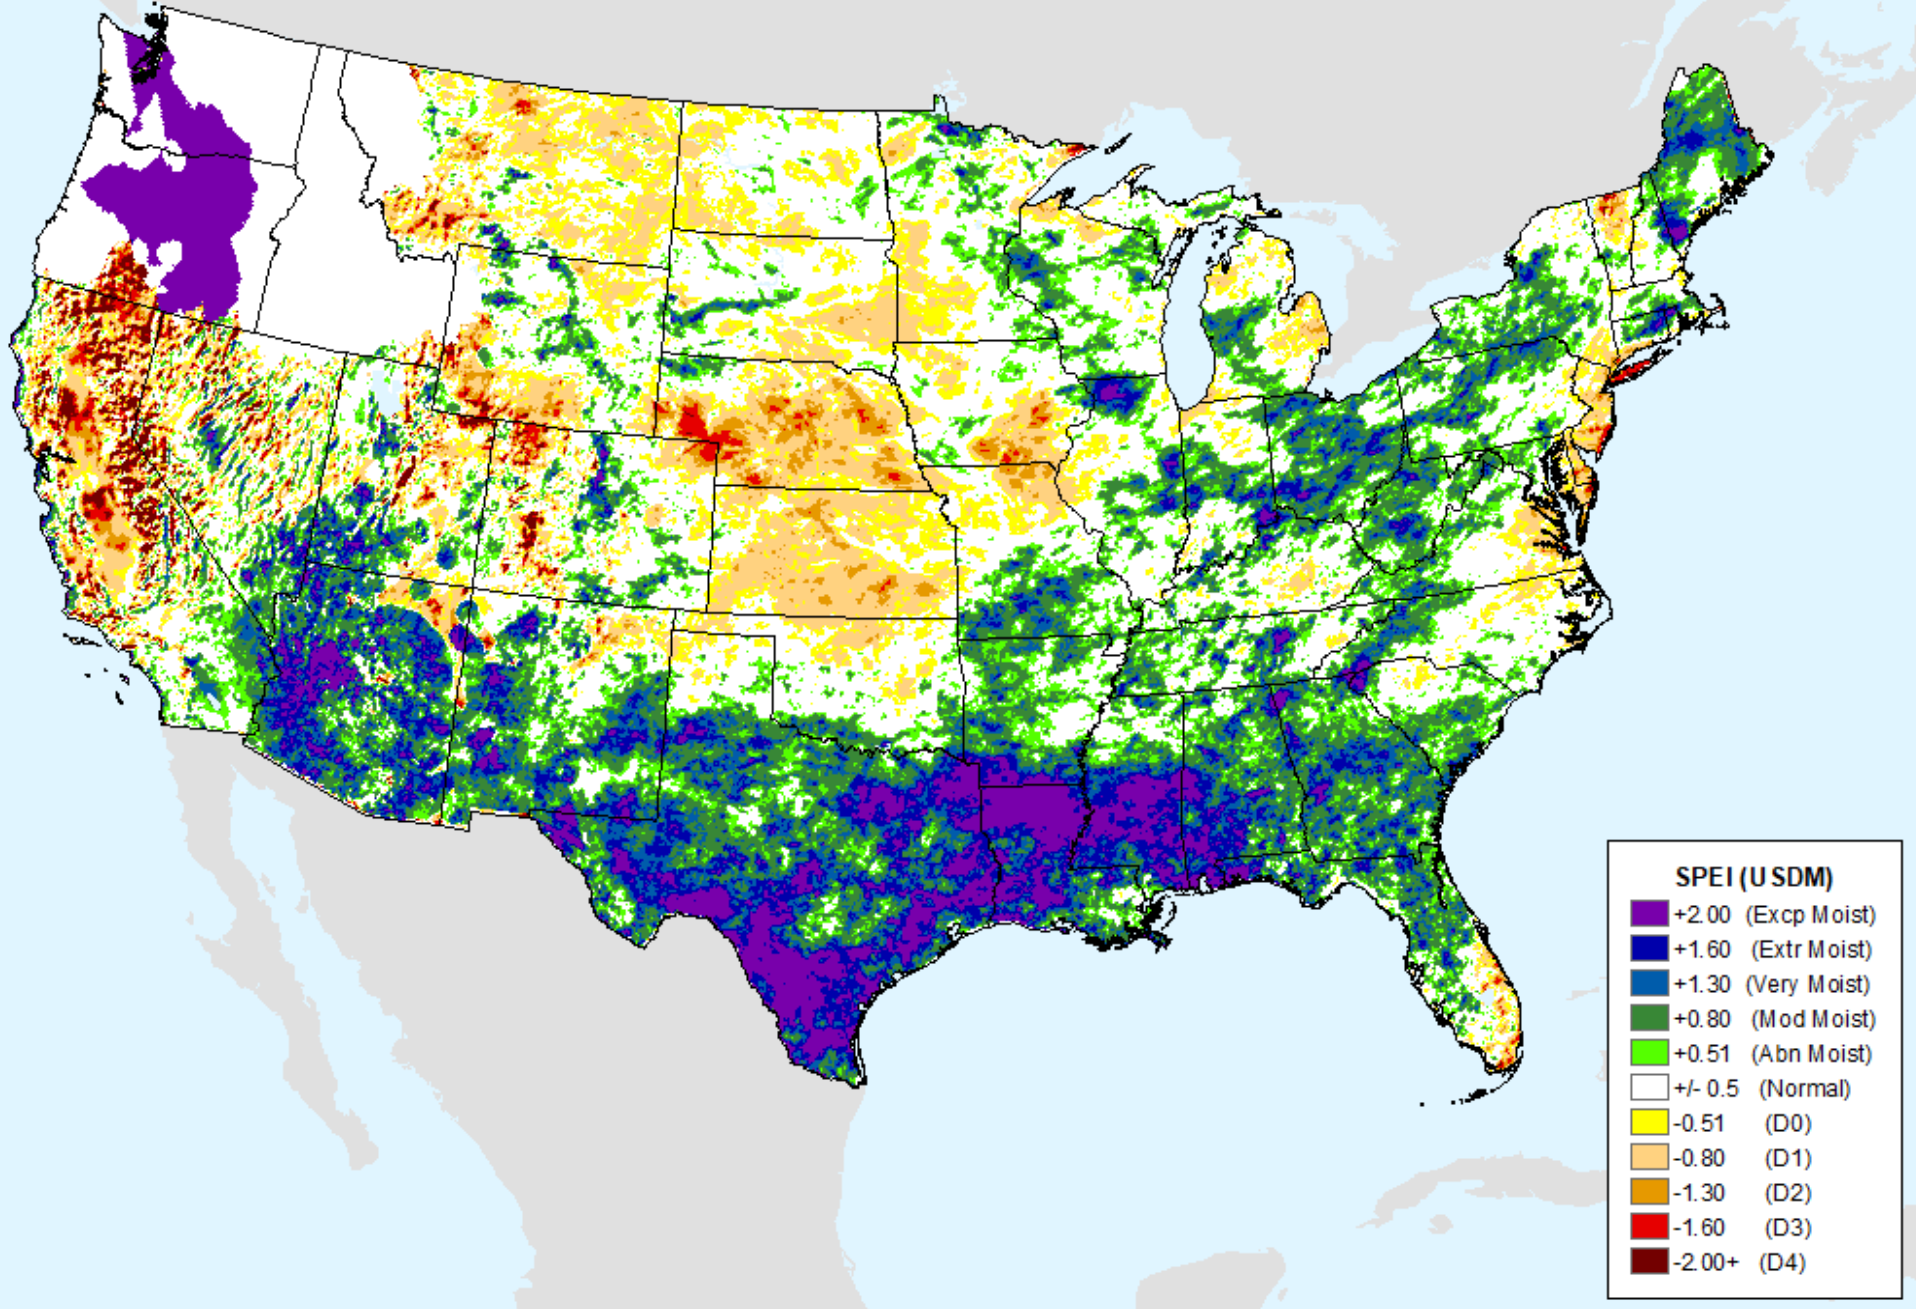 SPEI (USDM)
+2.00 (Excp Moist)
+1.60 (Extr Moist)
+1.30 (Very Moist)
+0.80 (Mod Moist)
+0.51 (Abn Moist)
+/- 0.5 (Normal)
-0.51 (D0)
-0.80 (D1)
-1.30 (D2)
-1.60 (D3)
-2.00+ (D4)